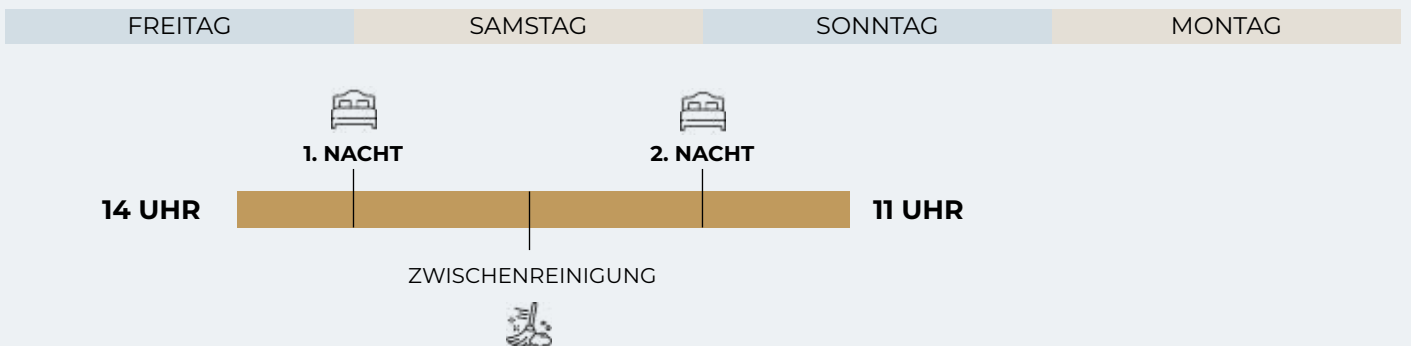 FREITAG SAMSTAG SONNTAG MONTAG
1. NACHT 2. NACHT
14 UHR 11 UHR
ZWISCHENREINIGUNG